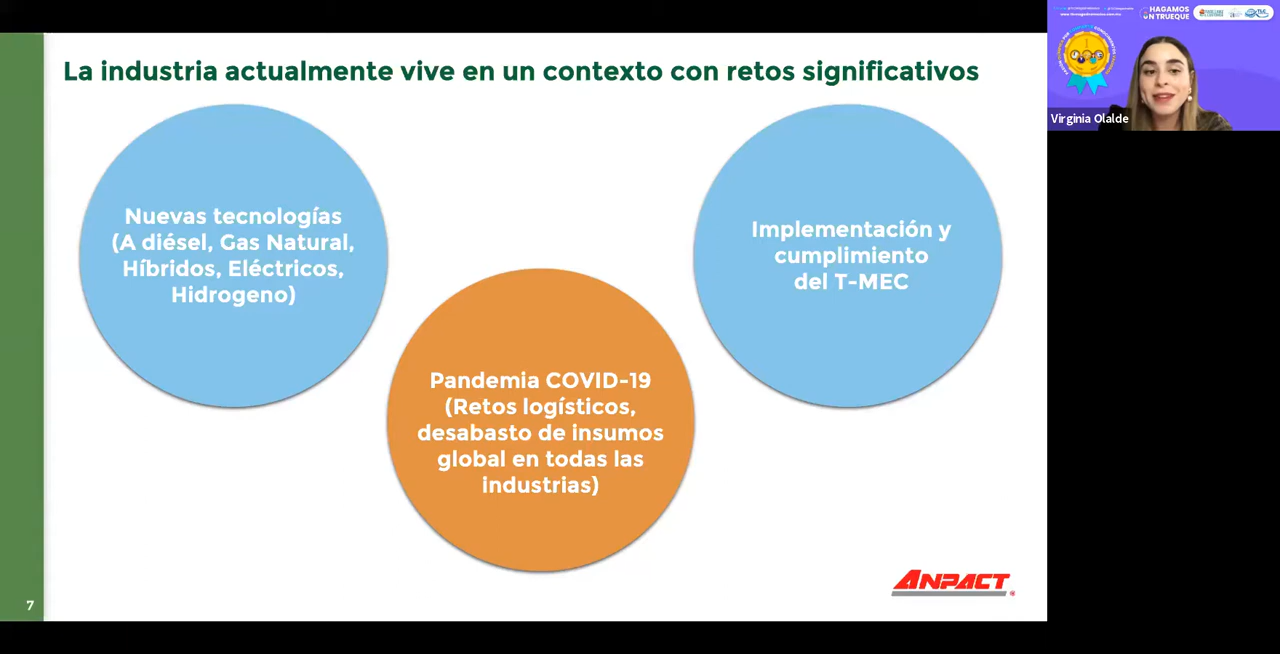 La industria actualmente vive en un contexto con retos significativos
Nuevas tecnologías
(A diésel, Gas Natural,
Híbridos, Eléctricos,
Hidrogeno)
Implementación y
cumplimiento
del T-MEC
Pandemia COVID-19
(Retos logísticos,
desabasto de insumos
global en todas las
industrias)
ANPACT
7
HAGAMOS
UN TRUEQUE
Virginia Olalde